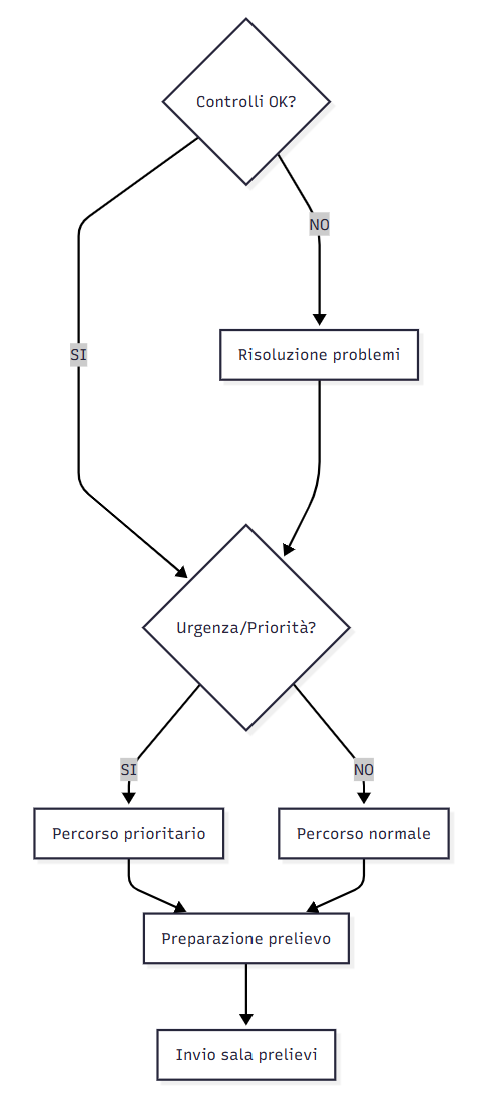 Controlli OK?
NO
SI
Risoluzione problemi
Urgenza/Priorità?
SI
NO
Percorso prioritario
Percorso normale
Preparazione prelievo
Invio sala prelievi